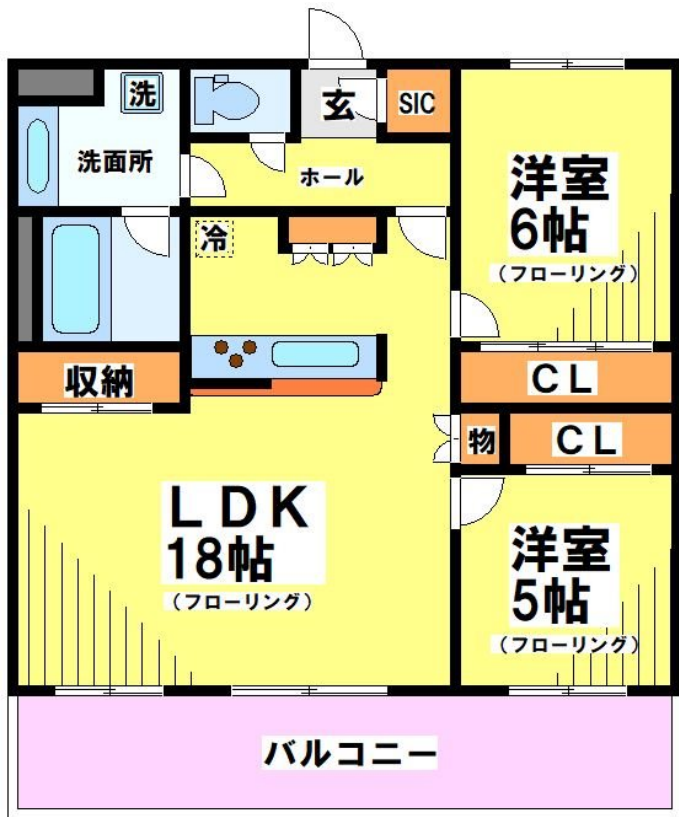 洗
玄
SIC
洗面所
ホール
洋室
6帖
（フローリング）
冷
収納
CL
物
CL
LDK
18帖
（フローリング）
洋室
5帖
（フローリング）
バルコニー